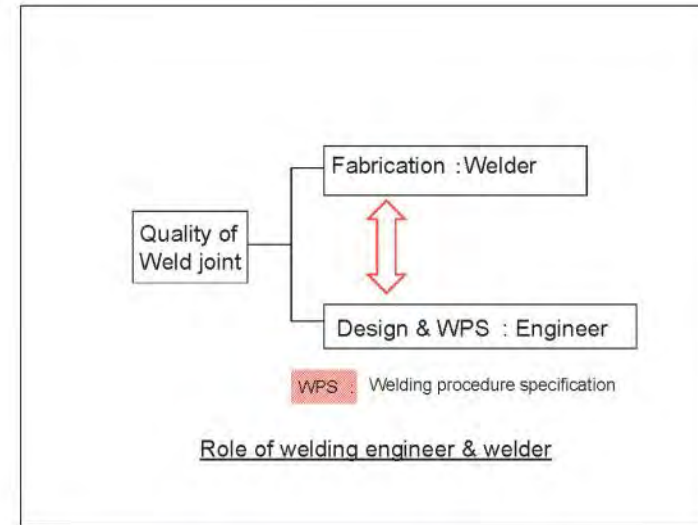 Fabrication : Welder
Quality of
Weld joint
Design & WPS : Engineer
WPS : Welding procedure specification
Role of welding engineer & welder